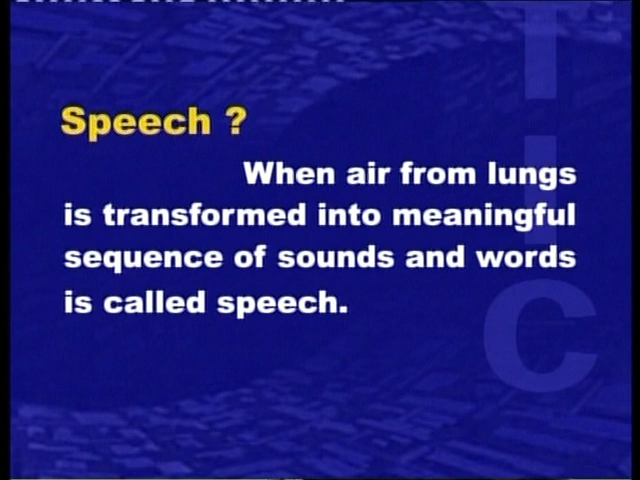 Speech ?
When air from lungs
is transformed into meaningful
sequence of sounds and words
is called speech.
T
i
c